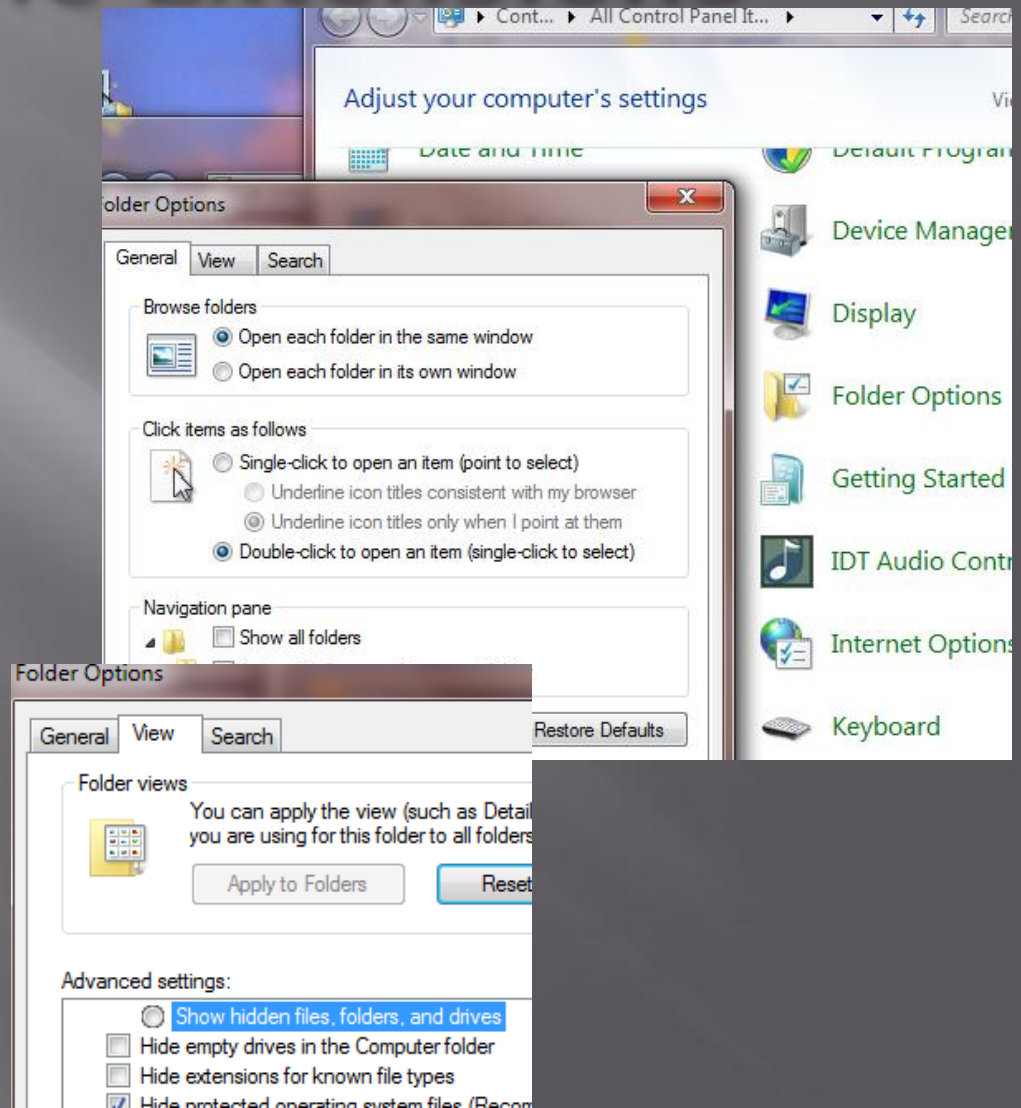 Cont... All Control Panel It... Search
Adjust your computer's settings
Date and Time
Default Program
Device Manager
Display
Folder Options
Getting Started
IDT Audio Contr
Internet Options
Keyboard
Folder Options
General View Search
Browse folders
Open each folder in the same window
Open each folder in its own window
Click items as follows
Single-click to open an item (point to select)
Underline icon titles consistent with my browser
Underline icon titles only when I point at them
Double-click to open an item (single-click to select)
Navigation pane
Show all folders
Restore Defaults
Folder Options
General View Search
Folder views
You can apply the view (such as Detail
you are using for this folder to all folders
Apply to Folders Reset
Advanced settings:
Show hidden files, folders, and drives
Hide empty drives in the Computer folder
Hide extensions for known file types
Hide protected operating system files (Recom